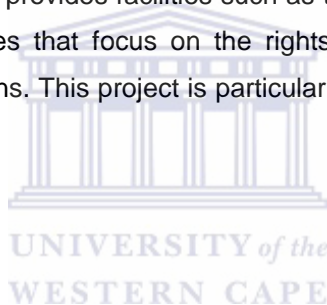 provides facilities such as
es that focus on the rights
ns. This project is particular
UNIVERSITY of the
WESTERN CAPE